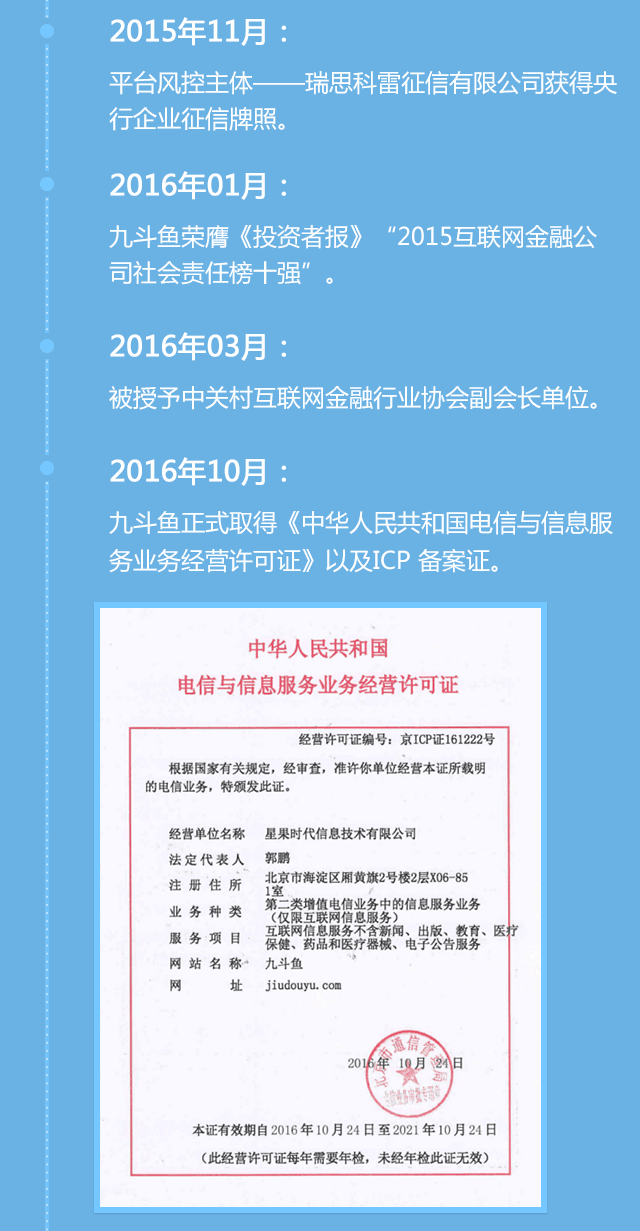 2015年11月：
平台风控主体——瑞思科雷征信有限公司获得央
行企业征信牌照。
2016年01月：
九斗鱼荣膺《投资者报》“2015互联网金融公
司社会责任榜十强”。
2016年03月：
被授予中关村互联网金融行业协会副会长单位。
2016年10月：
九斗鱼正式取得《中华人民共和国电信与信息服
务业务经营许可证》以及ICP 备案证。
中华人民共和国
电信与信息服务业务经营许可证
经营许可证编号：京ICP证161222号
根据国家有关规定，经审查，准许你单位经营本证所载明
的电信业务，特颁发此证。
经营单位名称 星果时代信息技术有限公司
法定代表人 郭鹏
注册住所 北京市海淀区厢黄旗2号楼2层X06-85
1室
业务种类 第二类增值电信业务中的信息服务业务
（仅限互联网信息服务）
服务项目 互联网信息服务不含新闻、出版、教育、医疗
保健、药品和医疗器械、电子公告服务
网站名称 九斗鱼
网址 jiudouyu.com
北京市通信管理局
2016年 10月 24日
本证有效期自2016年10月24日至2021年10月24日
（此经营许可证每年需要年检，未经年检此证无效）